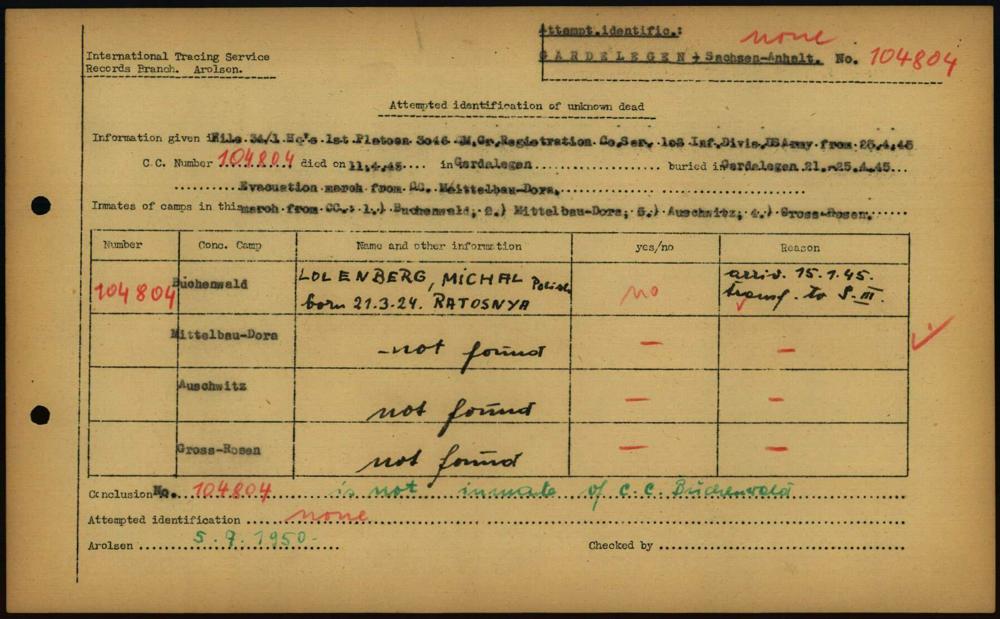 Attempt.identific.: none
International Tracing Service
GARDELEGEN, Sachsen-Anhalt. No. 104804
Records Branch. Arolsen.
Attempted identification of unknown dead
Information given in File 34/1 Hq's 1st Platoon 3046 QM.Gr.Registration Co.Ser. 103 Inf.Divis.USArmy from 25.4.45
C.C. Number 104804 died on 11.4.45 in Gardelegen buried in Gardelegen 21.-25.4.45.
Evacuation march from CC. Mittelbau-Dora.
Inmates of camps in this march from CC.: 1.) Buchenwald; 2.) Mittelbau-Dora; 3.) Auschwitz; 4.) Gross-Rosen.
Number Conc. Camp Name and other information yes/no Reason
104804 Buchenwald LOLENBERG, MICHAL Polish no arriv. 15.1.45.
born 21.3.24. RATOSNYA transf. to S. III.
Mittelbau-Dora not found — —
Auschwitz not found — —
Gross-Rosen not found — —
Conclusion No. 104804 is not inmate of C.C. Buchenwald
Attempted identification none
Arolsen 5. 9. 1950. Checked by